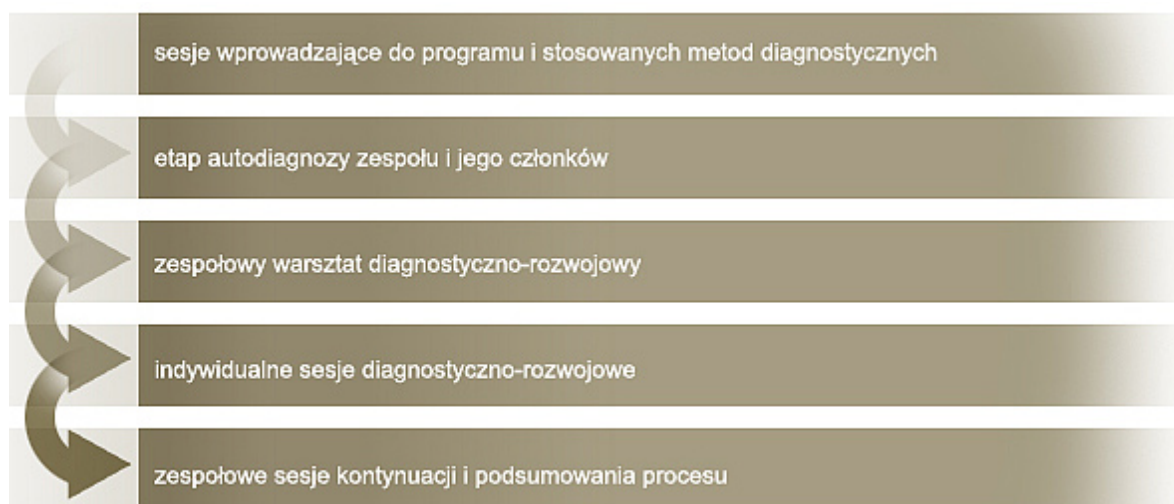 sesje wprowadzające do programu i stosowanych metod diagnostycznych
etap autodiagnozy zespołu i jego członków
zespołowy warsztat diagnostyczno-rozwojowy
indywidualne sesje diagnostyczno-rozwojowe
zespołowe sesje kontynuacji i podsumowania procesu